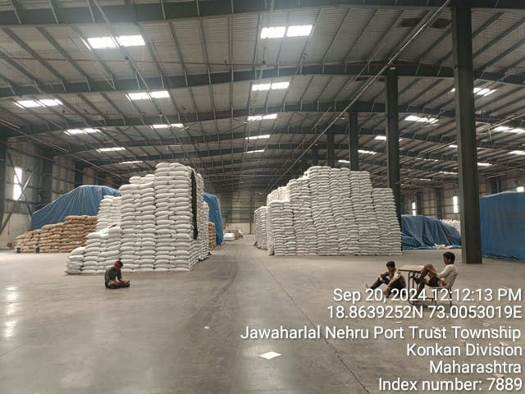 Sep 20, 2024 12:12:13 PM
18.8639252N 73.0053019E
Jawaharlal Nehru Port Trust Township
Konkan Division
Maharashtra
Index number: 7889